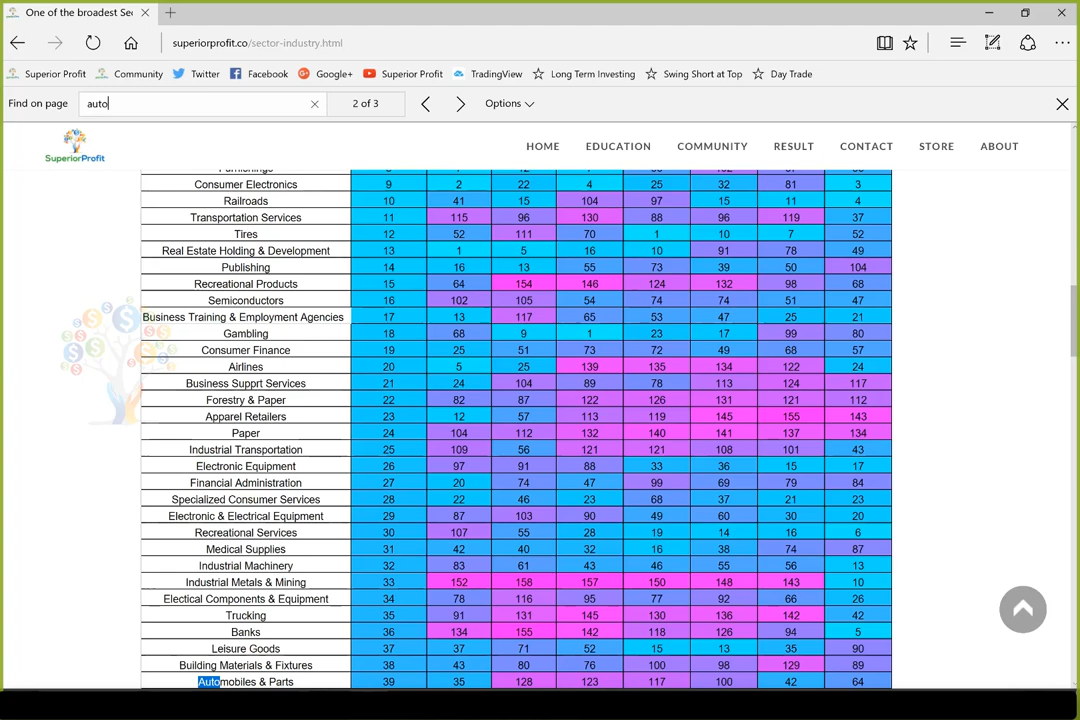 One of the broadest Sec
superiorprofit.co/sector-industry.html
Superior Profit Community Twitter Facebook Google+ Superior Profit TradingView Long Term Investing Swing Short at Top Day Trade
Find on page auto 2 of 3 Options
SuperiorProfit HOME EDUCATION COMMUNITY RESULT CONTACT STORE ABOUT
Furnishings
Consumer Electronics 9 2 22 4 25 32 81 3
Railroads 10 41 15 104 97 15 11 4
Transportation Services 11 115 96 130 88 96 119 37
Tires 12 52 111 70 1 10 7 52
Real Estate Holding & Development 13 1 5 16 10 91 78 49
Publishing 14 16 13 55 73 39 50 104
Recreational Products 15 64 154 146 124 132 98 68
Semiconductors 16 102 105 54 74 74 51 47
Business Training & Employment Agencies 17 13 117 65 53 47 25 21
Gambling 18 68 9 1 23 17 99 80
Consumer Finance 19 25 51 73 72 49 68 57
Airlines 20 5 25 139 135 134 122 24
Business Supprt Services 21 24 104 89 78 113 124 117
Forestry & Paper 22 82 87 122 126 131 121 112
Apparel Retailers 23 12 57 113 119 145 155 143
Paper 24 104 112 132 140 141 137 134
Industrial Transportation 25 109 56 121 121 108 101 43
Electronic Equipment 26 97 91 88 33 36 15 17
Financial Administration 27 20 74 47 99 69 79 84
Specialized Consumer Services 28 22 46 23 68 37 21 23
Electronic & Electrical Equipment 29 87 103 90 49 60 30 20
Recreational Services 30 107 55 28 19 14 16 6
Medical Supplies 31 42 40 32 16 38 74 87
Industrial Machinery 32 83 61 43 46 55 56 13
Industrial Metals & Mining 33 152 158 157 150 148 143 10
Electical Components & Equipment 34 78 116 95 77 92 66 26
Trucking 35 91 131 145 130 136 142 42
Banks 36 134 155 142 118 126 94 5
Leisure Goods 37 37 71 52 15 13 35 90
Building Materials & Fixtures 38 43 80 76 100 98 129 89
Automobiles & Parts 39 35 128 123 117 100 42 64